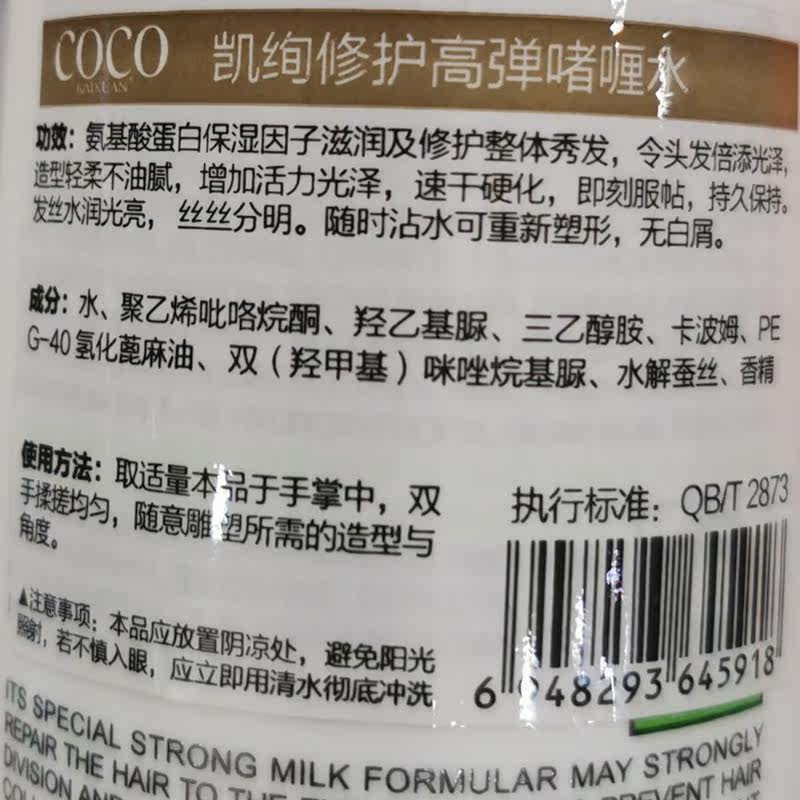 COCO
KAIXUAN
凯绚修护高弹啫喱水
功效：氨基酸蛋白保湿因子滋润及修护整体秀发，令头发倍添光泽，
造型轻柔不油腻，增加活力光泽，速干硬化，即刻服帖，持久保持。
发丝水润光亮，丝丝分明。随时沾水可重新塑形，无白屑。
成分：水、聚乙烯吡咯烷酮、羟乙基脲、三乙醇胺、卡波姆、PE
G-40氢化蓖麻油、双（羟甲基）咪唑烷基脲、水解蚕丝、香精
使用方法：取适量本品于手掌中，双
手揉搓均匀，随意雕塑所需的造型与
角度。
执行标准：QB/T 2873
▲注意事项：本品应放置阴凉处，避免阳光
照射，若不慎入眼，应立即用清水彻底冲洗
6 948293 645918
ITS SPECIAL STRONG MILK FORMULAR MAY STRONGLY
REPAIR THE HAIR TO THE PREVENT HAIR
DIVISION AND